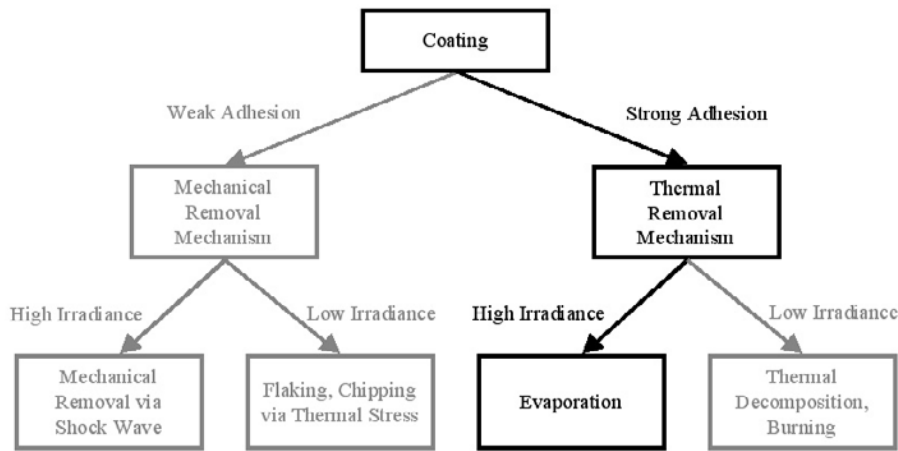 Coating
Weak Adhesion
Strong Adhesion
Mechanical
Removal
Mechanism
Thermal
Removal
Mechanism
High Irradiance
Low Irradiance
High Irradiance
Low Irradiance
Mechanical
Removal via
Shock Wave
Flaking, Chipping
via Thermal Stress
Evaporation
Thermal
Decomposition,
Burning